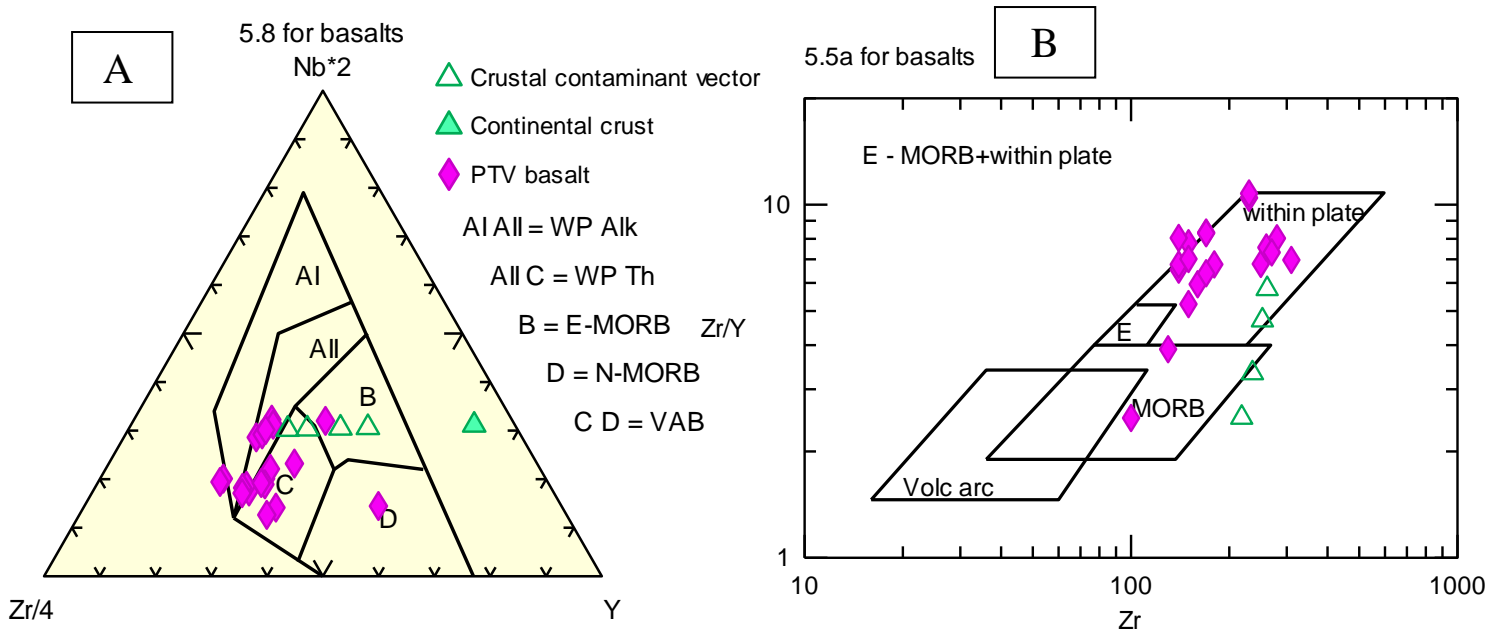 A
5.8 for basalts
Nb*2
Crustal contaminant vector
Continental crust
PTV basalt
AI AII = WP Alk
AII C = WP Th
B = E-MORB
D = N-MORB
C D = VAB
AI
AII
B
C
D
Zr/4
Y
B
5.5a for basalts
E - MORB+within plate
within plate
E
MORB
Volc arc
Zr/Y
10
1
10
100
1000
Zr